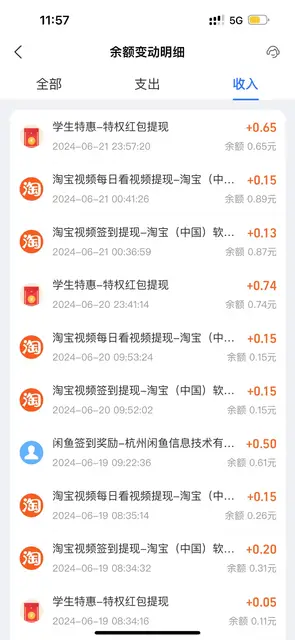 11:57
5G
余额变动明细
全部
支出
收入
学生特惠-特权红包提现
+0.65
2024-06-21 23:57:20
余额 0.65元
淘宝视频每日看视频提现-淘宝（中...
+0.15
2024-06-21 00:41:26
余额 0.89元
淘宝视频签到提现-淘宝（中国）软...
+0.13
2024-06-21 00:36:59
余额 0.87元
学生特惠-特权红包提现
+0.74
2024-06-20 23:41:14
余额 0.74元
淘宝视频每日看视频提现-淘宝（中...
+0.15
2024-06-20 09:53:24
余额 0.15元
淘宝视频签到提现-淘宝（中国）软...
+0.15
2024-06-20 09:52:02
余额 0.15元
闲鱼签到奖励-杭州闲鱼信息技术有...
+0.50
2024-06-19 09:22:36
余额 0.61元
淘宝视频每日看视频提现-淘宝（中...
+0.15
2024-06-19 08:35:14
余额 0.26元
淘宝视频签到提现-淘宝（中国）软...
+0.20
2024-06-19 08:34:32
余额 0.31元
学生特惠-特权红包提现
+0.05
2024-06-19 08:34:16
余额 0.11元
淘
淘
淘
淘
淘
淘